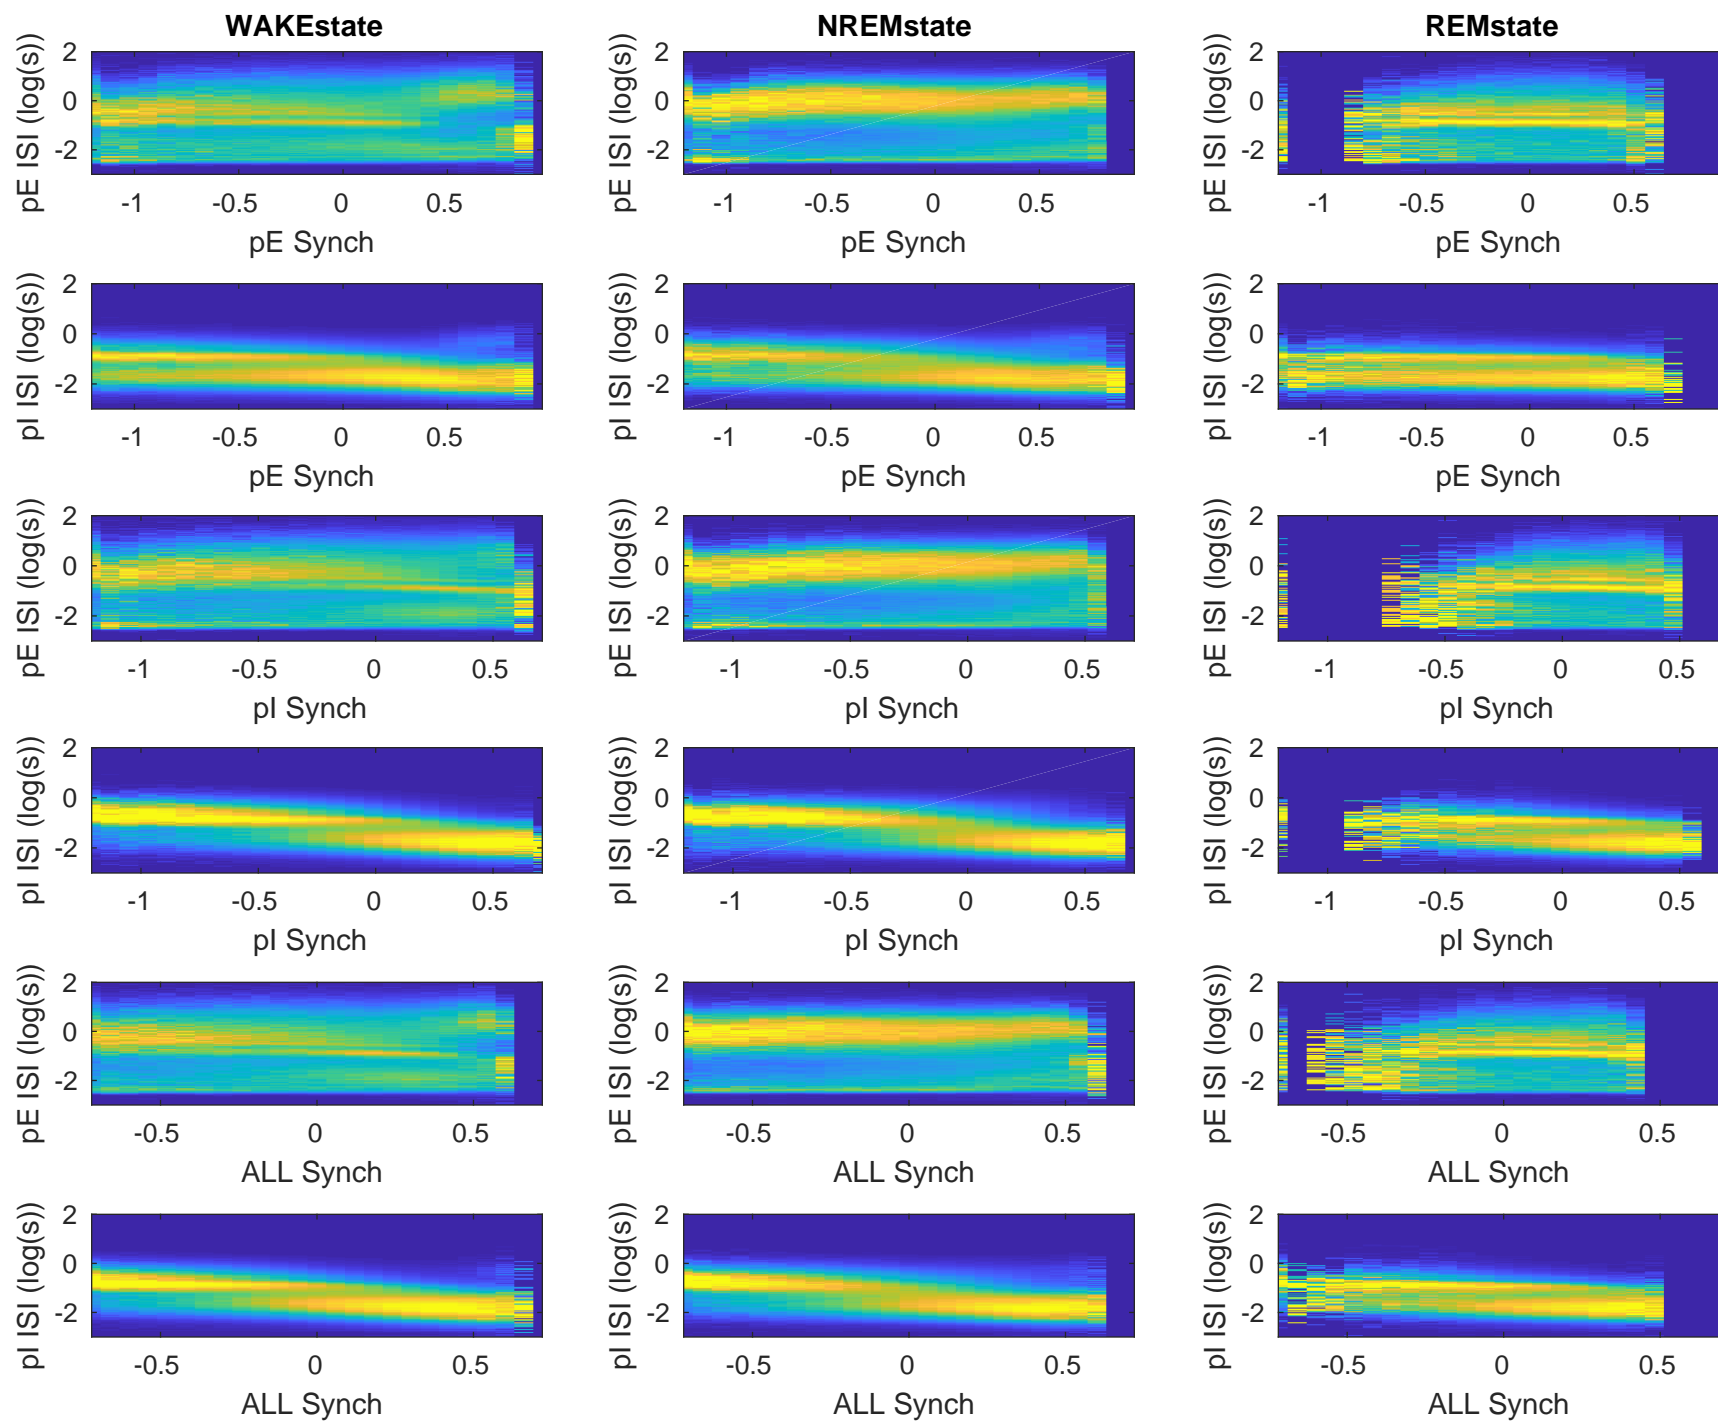 WAKEstate NREMstate REMstate
2 2 2
0 0 0
-2 -2 -2
pE ISI (log(s)) pE ISI (log(s)) pE ISI (log(s))
-1 -0.5 0 0.5 -1 -0.5 0 0.5 -1 -0.5 0 0.5
pE Synch pE Synch pE Synch
2 2 2
0 0 0
-2 -2 -2
pI ISI (log(s)) pI ISI (log(s)) pI ISI (log(s))
-1 -0.5 0 0.5 -1 -0.5 0 0.5 -1 -0.5 0 0.5
pE Synch pE Synch pE Synch
2 2 2
0 0 0
-2 -2 -2
pE ISI (log(s)) pE ISI (log(s)) pE ISI (log(s))
-1 -0.5 0 0.5 -1 -0.5 0 0.5 -1 -0.5 0 0.5
pI Synch pI Synch pI Synch
2 2 2
0 0 0
-2 -2 -2
pI ISI (log(s)) pI ISI (log(s)) pI ISI (log(s))
-1 -0.5 0 0.5 -1 -0.5 0 0.5 -1 -0.5 0 0.5
pI Synch pI Synch pI Synch
2 2 2
0 0 0
-2 -2 -2
pE ISI (log(s)) pE ISI (log(s)) pE ISI (log(s))
-0.5 0 0.5 -0.5 0 0.5 -0.5 0 0.5
ALL Synch ALL Synch ALL Synch
2 2 2
0 0 0
-2 -2 -2
pI ISI (log(s)) pI ISI (log(s)) pI ISI (log(s))
-0.5 0 0.5 -0.5 0 0.5 -0.5 0 0.5
ALL Synch ALL Synch ALL Synch